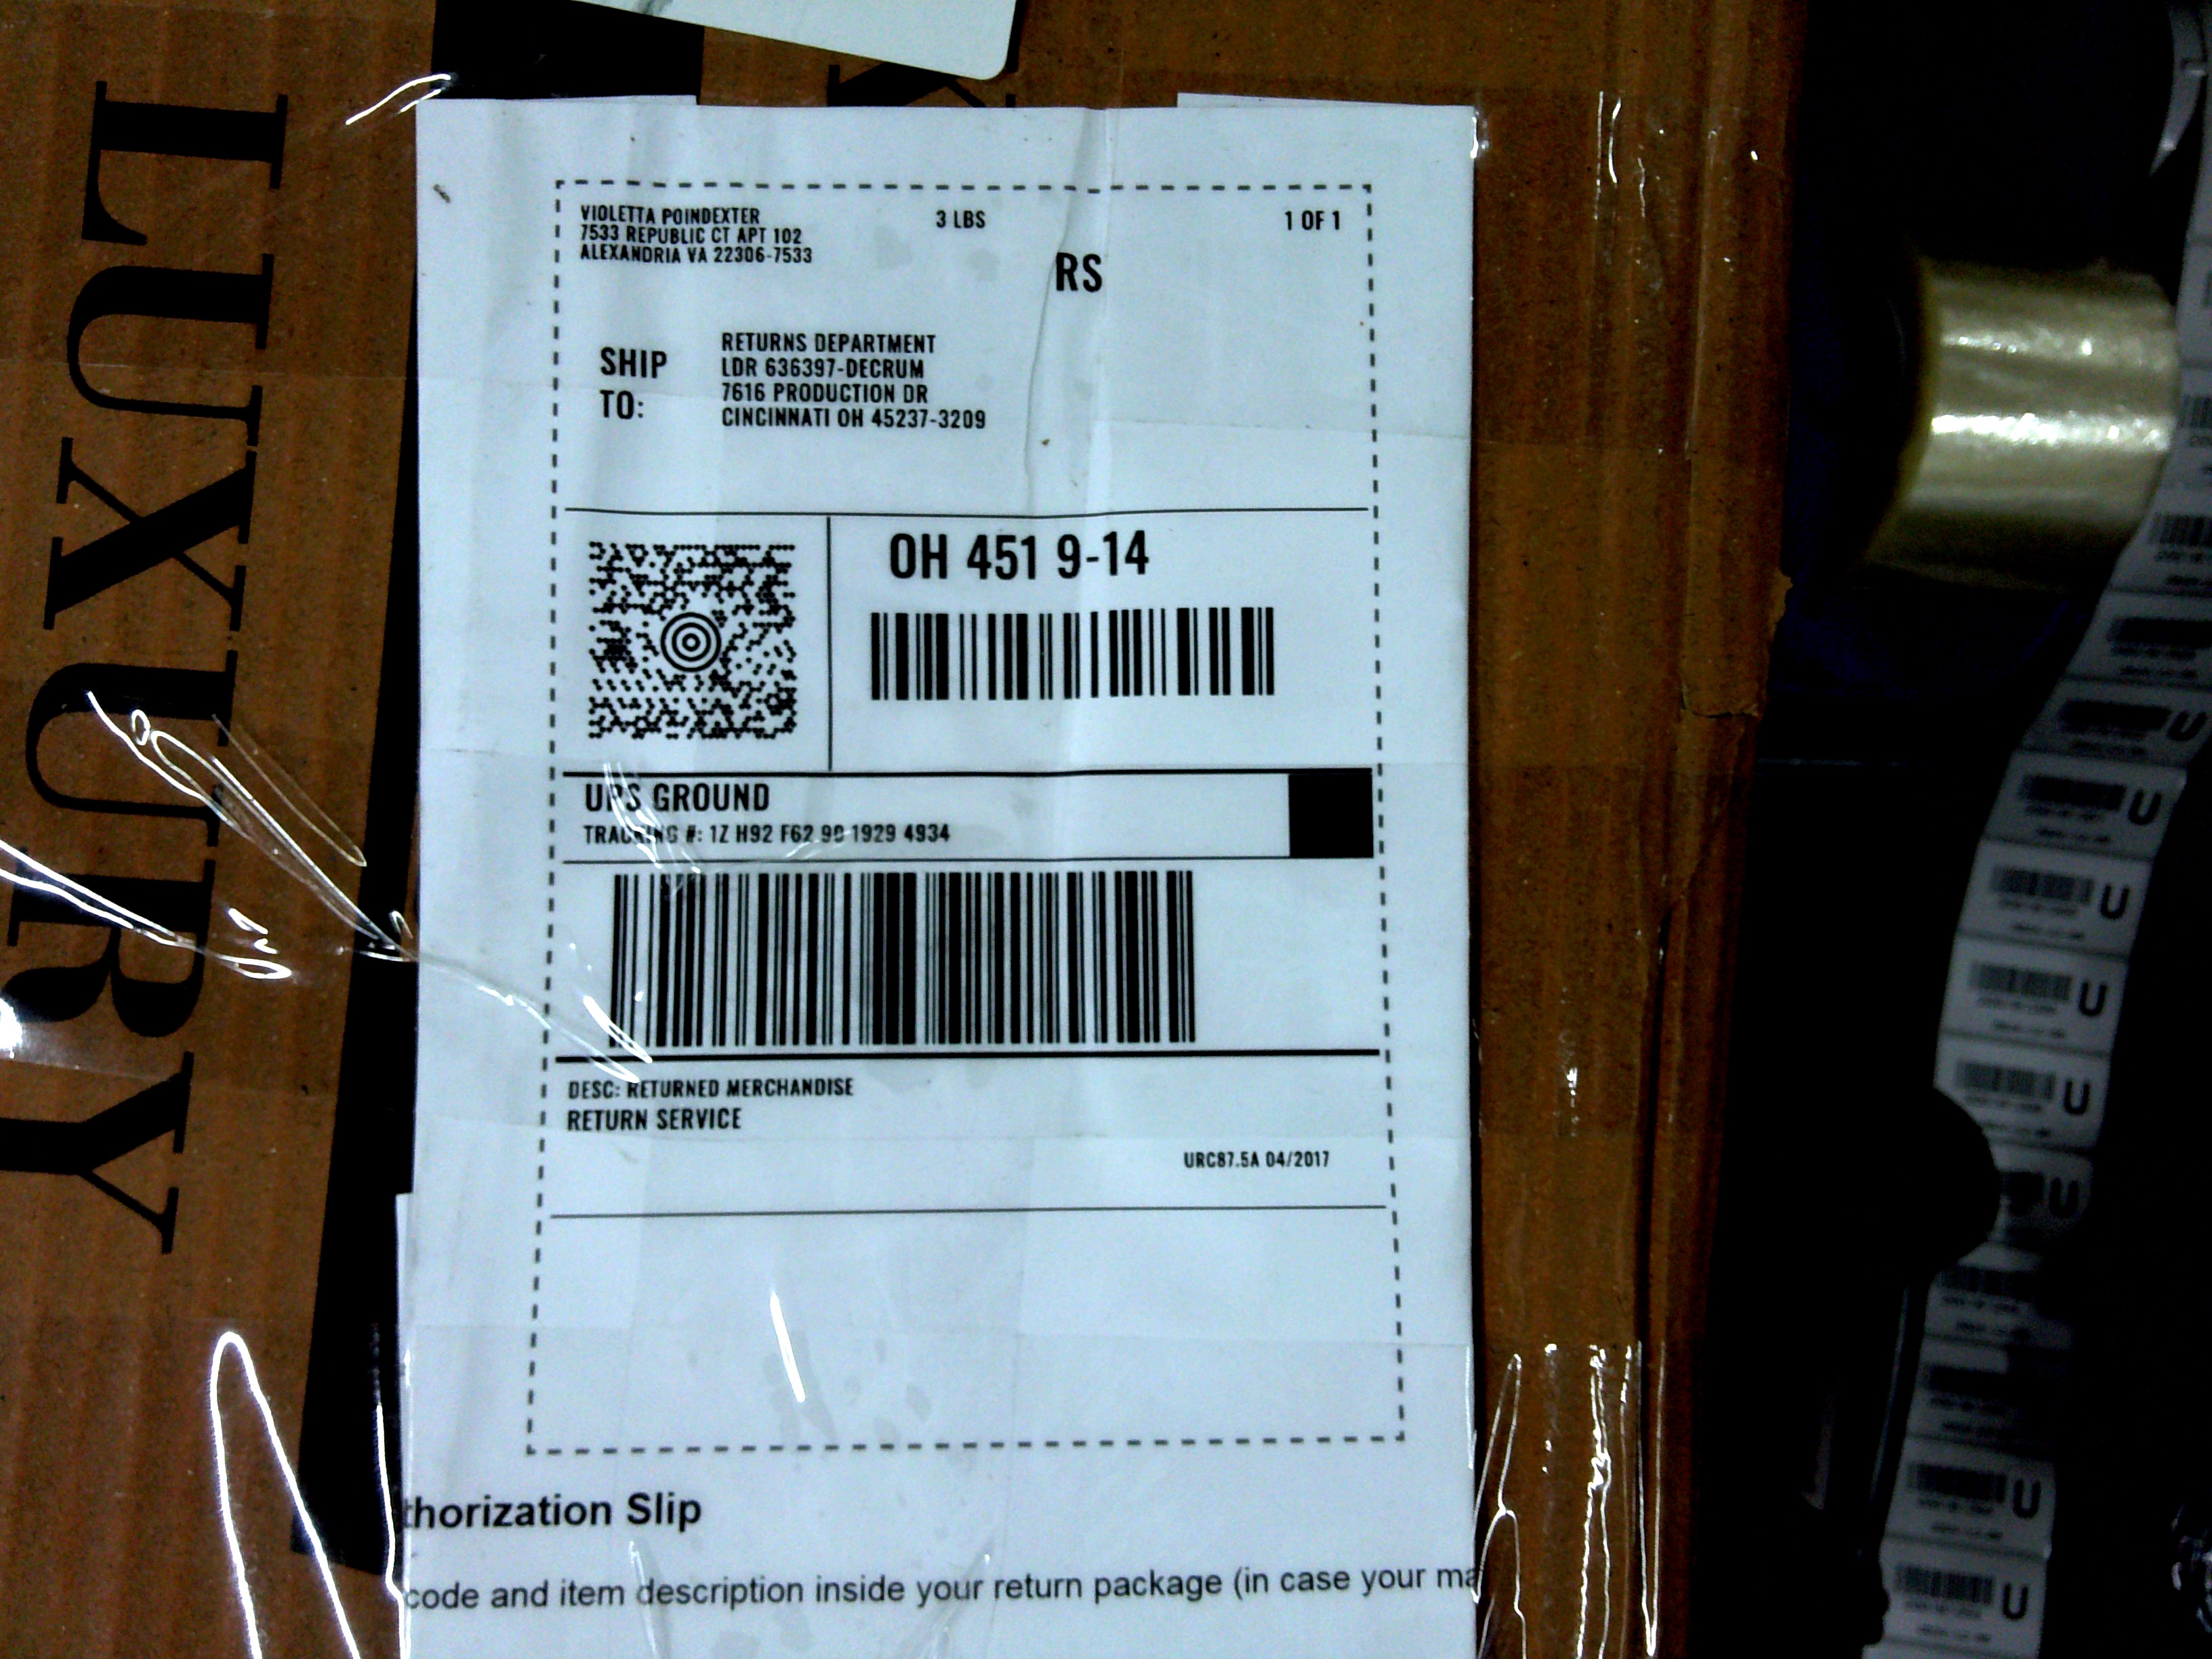 LUXURY
VIOLETTA POINDEXTER
7533 REPUBLIC CT APT 102
ALEXANDRIA VA 22306-7533
3 LBS
1 OF 1
RS
SHIP TO:
RETURNS DEPARTMENT
LDR 636397-DECRUM
7616 PRODUCTION DR
CINCINNATI OH 45237-3209
OH 451 9-14
UPS GROUND
TRACKING #: 1Z H92 F62 90 1929 4934
DESC: RETURNED MERCHANDISE
RETURN SERVICE
URC87.5A 04/2017
thorization Slip
code and item description inside your return package (in case your ma
U
U
U
U
U
U
U
U